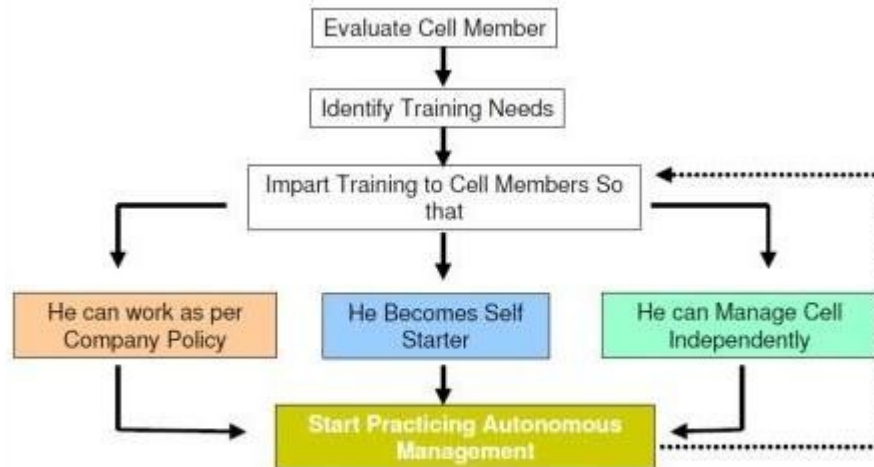 Evaluate Cell Member
Identify Training Needs
Impart Training to Cell Members So
that
He can work as per
Company Policy
He Becomes Self
Starter
He can Manage Cell
Independently
Start Practicing Autonomous
Management